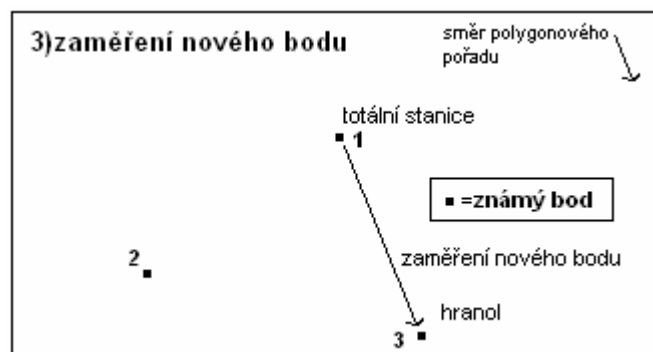 3)zaměření nového bodu
směr polygonového
pořadu
totální stanice
1
▪ =známý bod
2
zaměření nového bodu
hranol
3